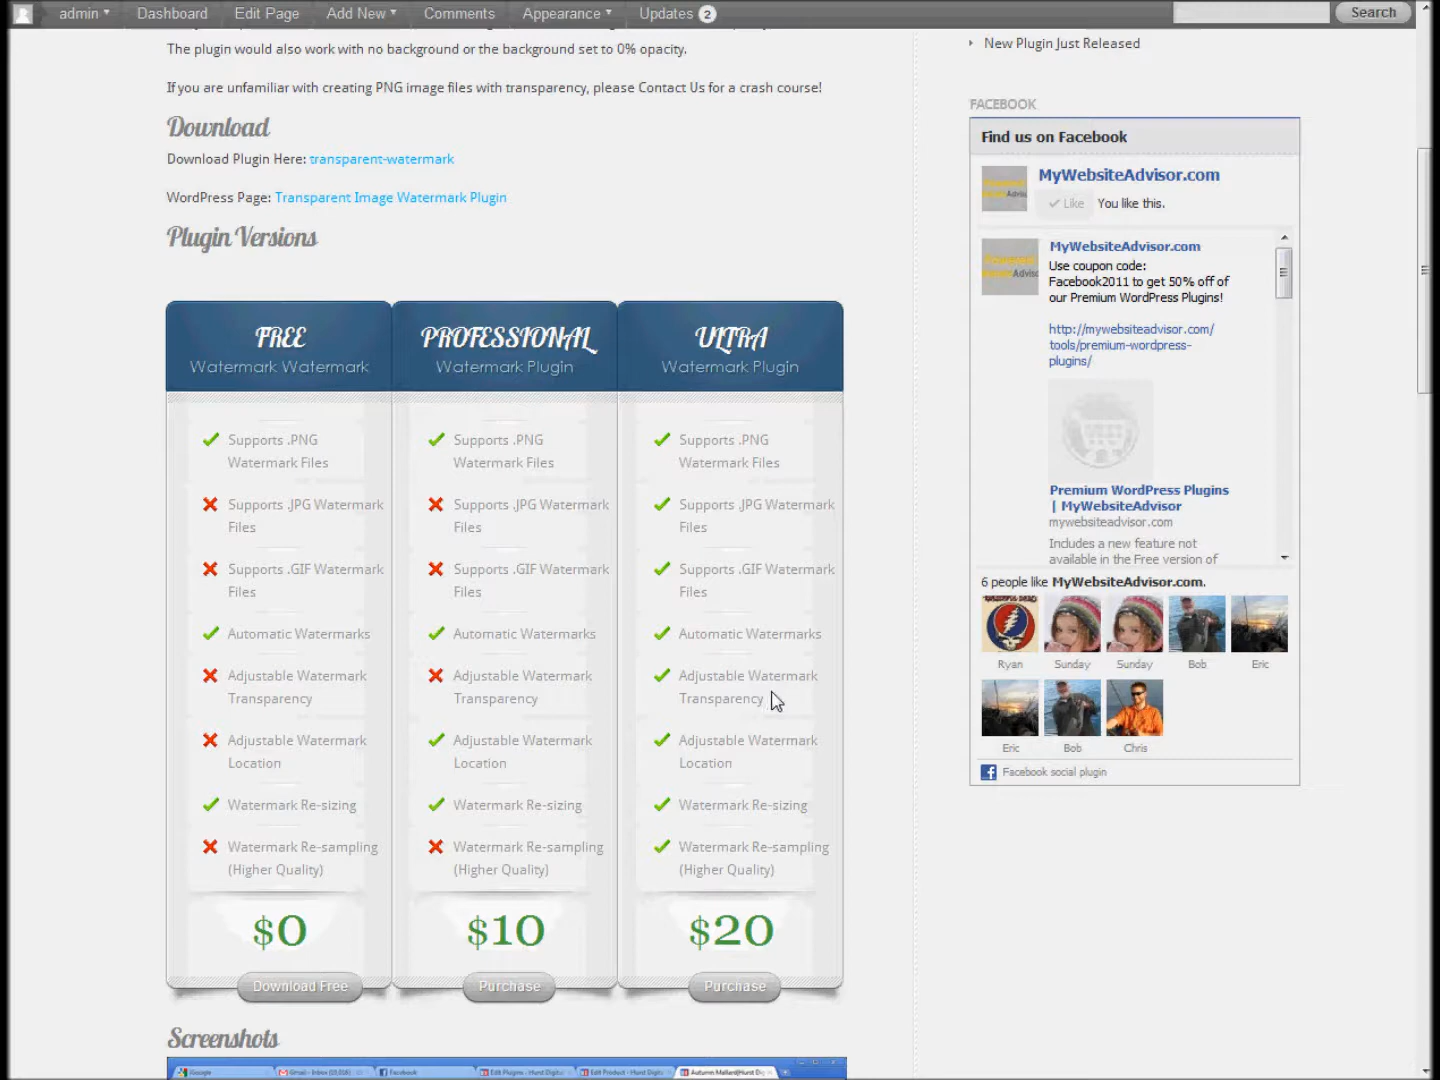 admin
Dashboard
Edit Page
Add New
Comments
Appearance
Updates 2
Search
The plugin would also work with no background or the background set to 0% opacity.
If you are unfamiliar with creating PNG image files with transparency, please Contact Us for a crash course!
Download
Download Plugin Here: transparent-watermark
WordPress Page: Transparent Image Watermark Plugin
Plugin Versions
FREE
Watermark Watermark
Supports .PNG
Watermark Files
Supports .JPG Watermark
Files
Supports .GIF Watermark
Files
Automatic Watermarks
Adjustable Watermark
Transparency
Adjustable Watermark
Location
Watermark Re-sizing
Watermark Re-sampling
(Higher Quality)
$0
Download Free
PROFESSIONAL
Watermark Plugin
Supports .PNG
Watermark Files
Supports .JPG Watermark
Files
Supports .GIF Watermark
Files
Automatic Watermarks
Adjustable Watermark
Transparency
Adjustable Watermark
Location
Watermark Re-sizing
Watermark Re-sampling
(Higher Quality)
$10
Purchase
ULTRA
Watermark Plugin
Supports .PNG
Watermark Files
Supports .JPG Watermark
Files
Supports .GIF Watermark
Files
Automatic Watermarks
Adjustable Watermark
Transparency
Adjustable Watermark
Location
Watermark Re-sizing
Watermark Re-sampling
(Higher Quality)
$20
Purchase
Screenshots
Google
Facebook
New Plugin Just Released
FACEBOOK
Find us on Facebook
MyWebsiteAdvisor.com
Like
You like this.
MyWebsiteAdvisor.com
Use coupon code:
Facebook2011 to get 50% off of
our Premium WordPress Plugins!
http://mywebsiteadvisor.com/
tools/premium-wordpress-
plugins/
Premium WordPress Plugins
| MyWebsiteAdvisor
mywebsiteadvisor.com
Includes a new feature not
available in the Free version of
6 people like MyWebsiteAdvisor.com.
Ryan
Sunday
Sunday
Bob
Eric
Eric
Bob
Chris
Facebook social plugin